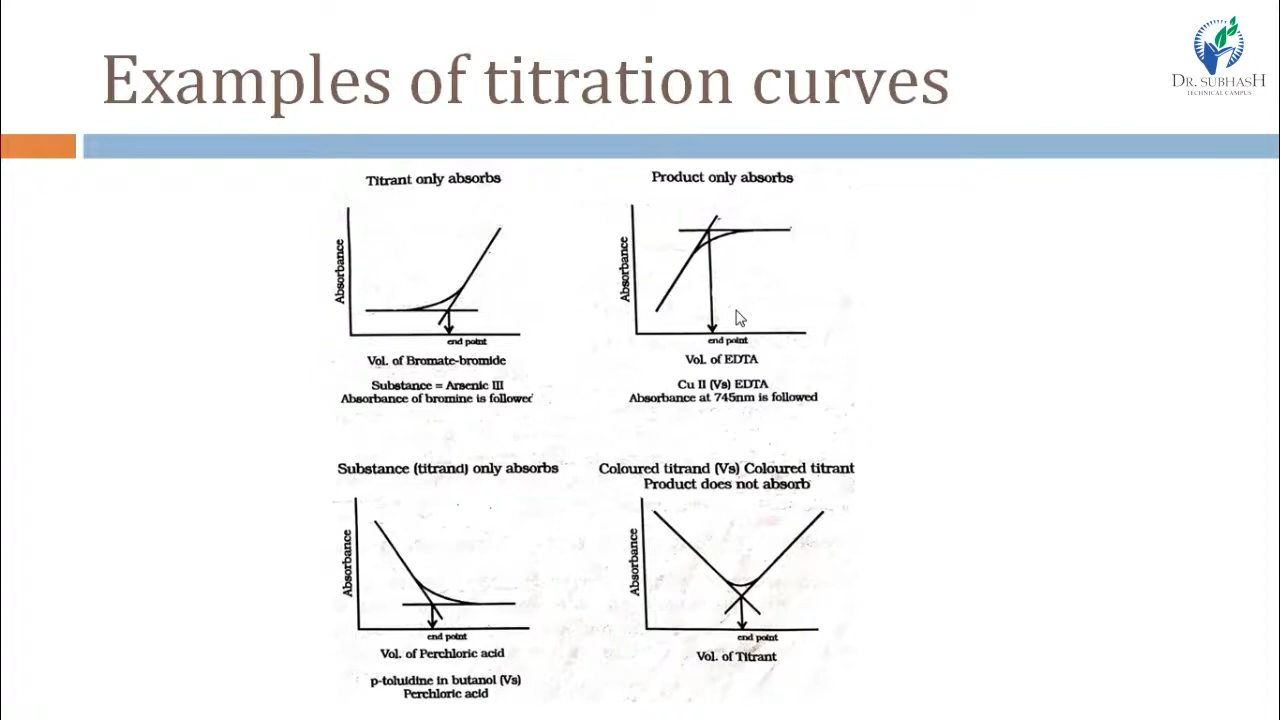 Examples of titration curves
DR. SUBHASH
TECHNICAL CAMPUS
Titrant only absorbs
Absorbance
end point
Vol. of Bromate-bromide
Substance = Arsenic III
Absorbance of bromine is followed
Product only absorbs
Absorbance
end point
Vol. of EDTA
Cu II (Vs) EDTA
Absorbance at 745nm is followed
Substance (titrand) only absorbs
Absorbance
end point
Vol. of Perchloric acid
p-toluidine in butanol (Vs)
Perchloric acid
Coloured titrand (Vs) Coloured titrant
Product does not absorb
Absorbance
end point
Vol. of Titrant